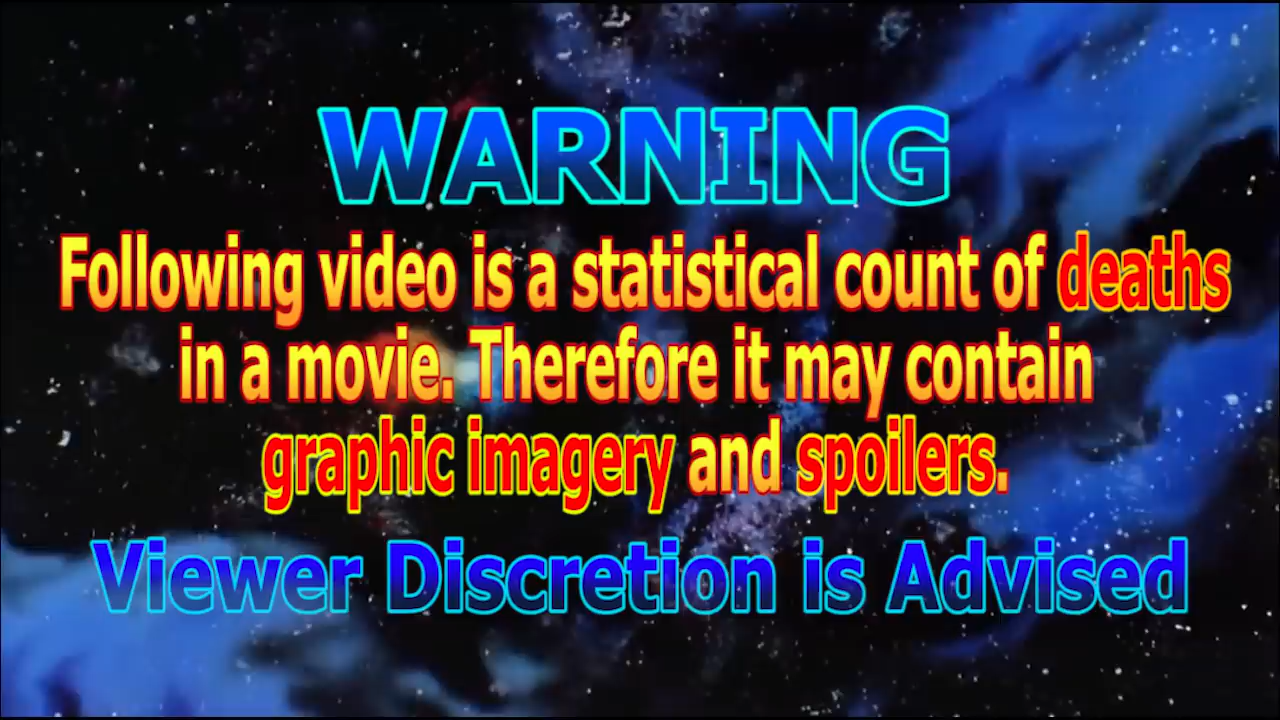 WARNING
Following video is a statistical count of deaths
in a movie. Therefore it may contain
graphic imagery and spoilers.
Viewer Discretion is Advised